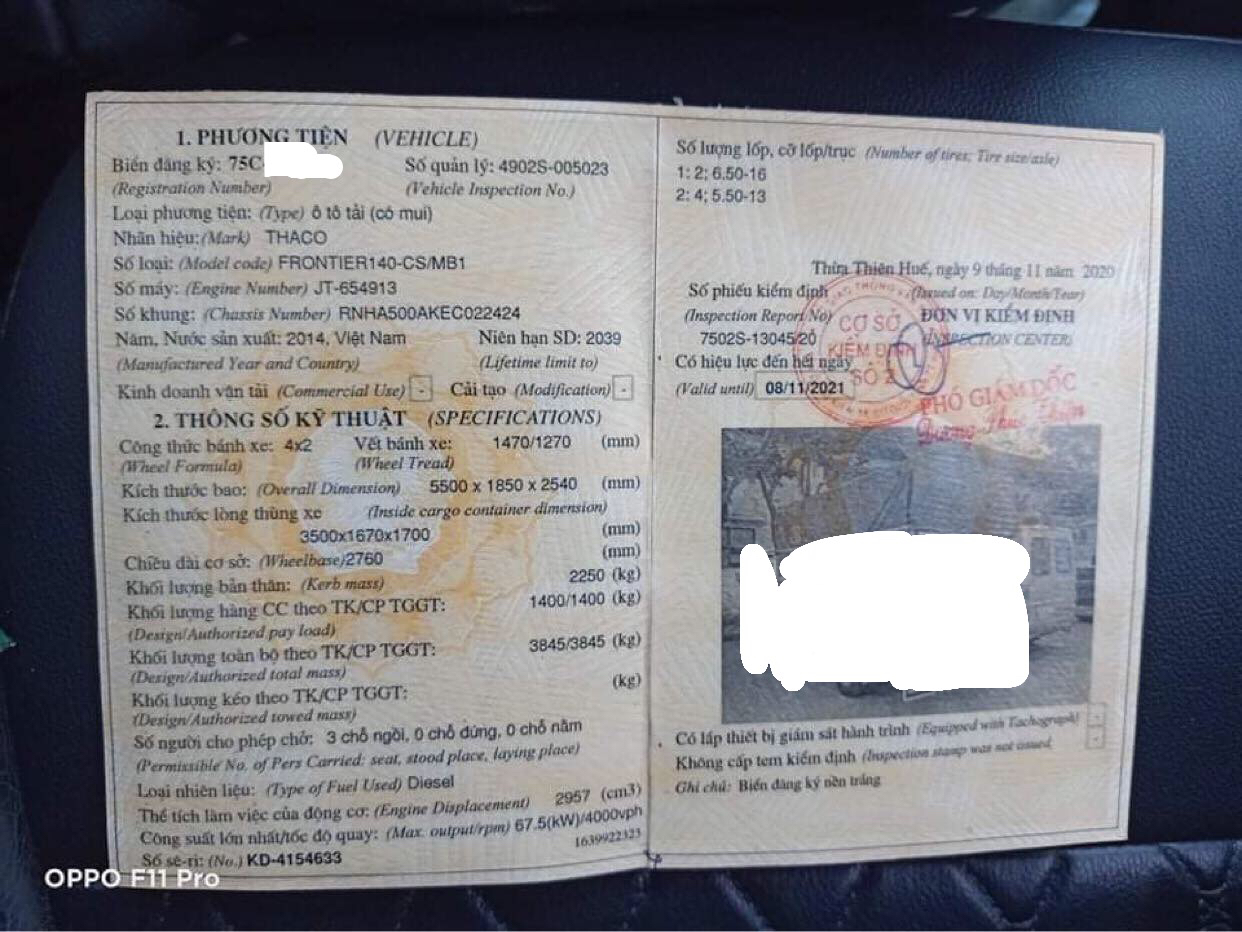 1. PHƯƠNG TIỆN (VEHICLE)
Biển đăng ký: 75C-
Số quản lý: 4902S-005023
(Registration Number)
(Vehicle Inspection No.)
Loại phương tiện: (Type) ô tô tải (có mui)
Nhãn hiệu: (Mark) THACO
Số loại: (Model code) FRONTIER140-CS/MB1
Số máy: (Engine Number) JT-654913
Số khung: (Chassis Number) RNHA500AKEC022424
Năm, Nước sản xuất: 2014, Việt Nam
Niên hạn SD: 2039
(Manufactured Year and Country)
(Lifetime limit to)
Kinh doanh vận tải (Commercial Use) - Cải tạo (Modification) -
2. THÔNG SỐ KỸ THUẬT (SPECIFICATIONS)
Công thức bánh xe: 4x2 Vết bánh xe: 1470/1270 (mm)
(Wheel Formula) (Wheel Tread)
Kích thước bao: (Overall Dimension) 5500 x 1850 x 2540 (mm)
Kích thước lòng thùng xe (Inside cargo container dimension)
3500x1670x1700 (mm)
Chiều dài cơ sở: (Wheelbase) 2760 (mm)
Khối lượng bản thân: (Kerb mass) 2250 (kg)
Khối lượng hàng CC theo TK/CP TGGT: 1400/1400 (kg)
(Design/Authorized pay load)
Khối lượng toàn bộ theo TK/CP TGGT: 3845/3845 (kg)
(Design/Authorized total mass)
Khối lượng kéo theo TK/CP TGGT: (kg)
(Design/Authorized towed mass)
Số người cho phép chở: 3 chỗ ngồi, 0 chỗ đứng, 0 chỗ nằm
(Permissible No. of Pers Carried: seat, stood place, laying place)
Loại nhiên liệu: (Type of Fuel Used) Diesel
Thể tích làm việc của động cơ: (Engine Displacement) 2957 (cm3)
Công suất lớn nhất/tốc độ quay: (Max. output/rpm) 67.5(kW)/4000vph
1639922323
Số sê-ri: (No.) KD-4154633
Số lượng lốp, cỡ lốp/trục (Number of tires; Tire size/axle)
1: 2; 6.50-16
2: 4; 5.50-13
Thừa Thiên Huế, ngày 9 tháng 11 năm 2020
Số phiếu kiểm định (Issued on: Day/Month/Year)
(Inspection Report No) ĐƠN VỊ KIỂM ĐỊNH
7502S-13045/20 (INSPECTION CENTER)
Có hiệu lực đến hết ngày
(Valid until) 08/11/2021
CƠ SỞ
KIỂM ĐỊNH
SỐ 2
PHÓ GIÁM ĐỐC
Có lắp thiết bị giám sát hành trình (Equipped with Tachograph) -
Không cấp tem kiểm định (Inspection stamp was not issued -
Ghi chú: Biển đăng ký nền trắng
OPPO F11 Pro